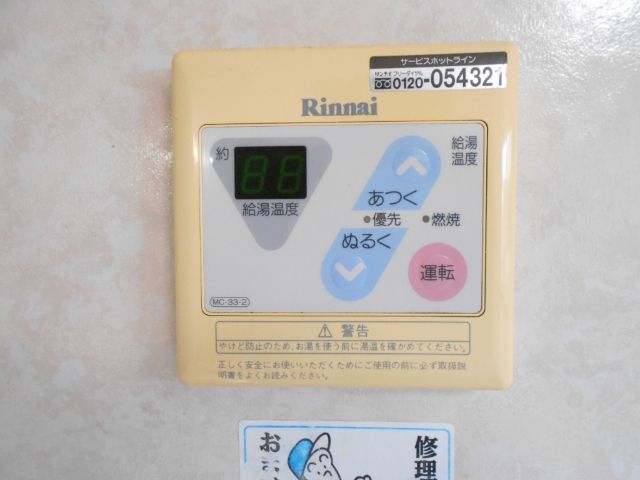 サービスホットライン
リンナイフリーダイヤル
0120-054321
Rinnai
約
88
給湯温度
給湯
温度
あつく
優先
燃焼
ぬるく
運転
MC-33-2
警告
やけど防止のため、お湯を使う前に湯温を確かめてください。
正しく安全にお使いいただくためにご使用の前に必ず取扱説
明書をよくお読みください。
修理
お